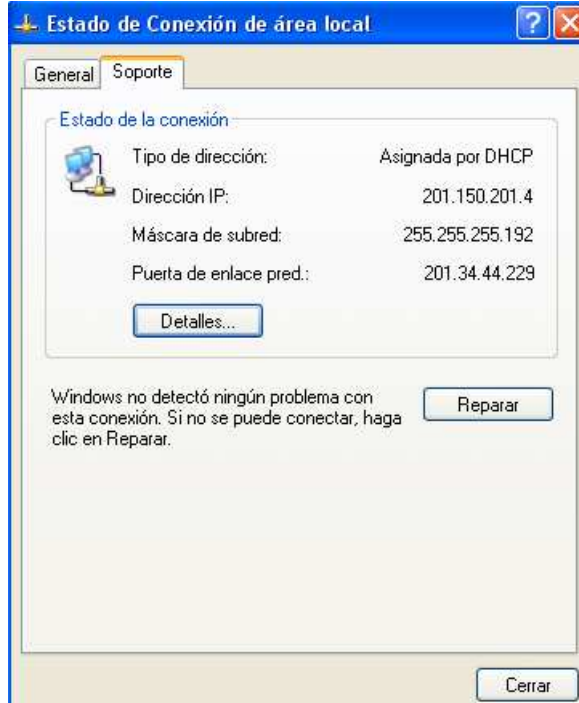 Estado de Conexión de área local
General Soporte
Estado de la conexión
Tipo de dirección: Asignada por DHCP
Dirección IP: 201.150.201.4
Máscara de subred: 255.255.255.192
Puerta de enlace pred.: 201.34.44.229
Detalles...
Windows no detectó ningún problema con
esta conexión. Si no se puede conectar, haga
clic en Reparar.
Reparar
Cerrar